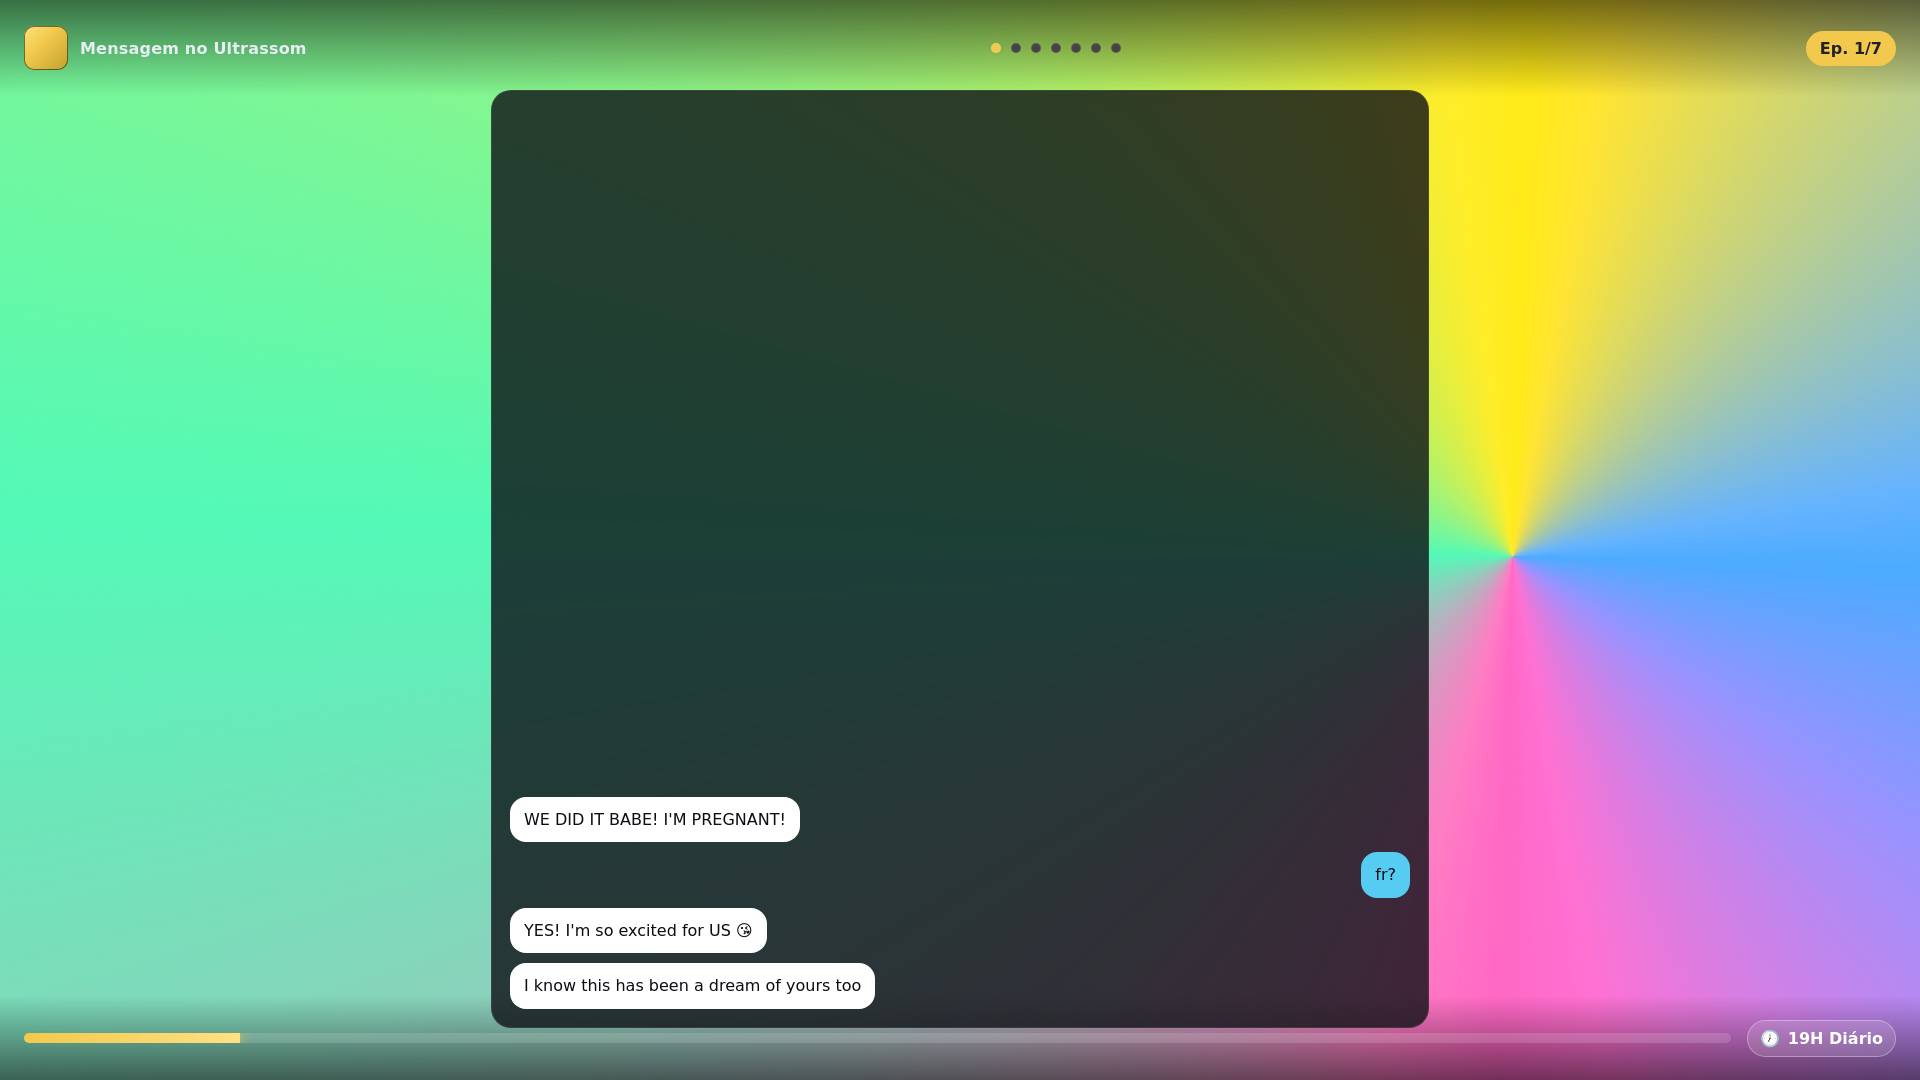 Mensagem no Ultrassom
Ep. 1/7
WE DID IT BABE! I'M PREGNANT!
fr?
YES! I'm so excited for US 😘
I know this has been a dream of yours too
🕖 19H Diário